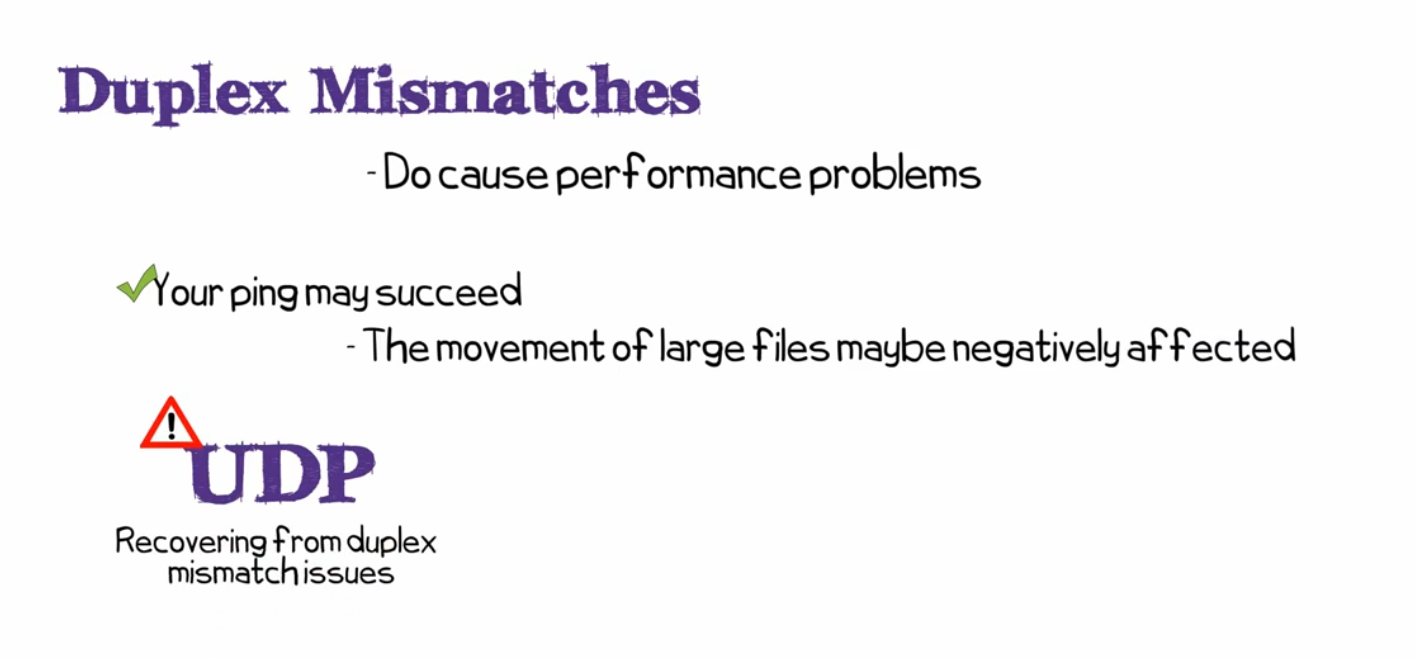 Duplex Mismatches
- Do cause performance problems
Your ping may succeed
- The movement of large files maybe negatively affected
!
UDP
Recovering from duplex
mismatch issues